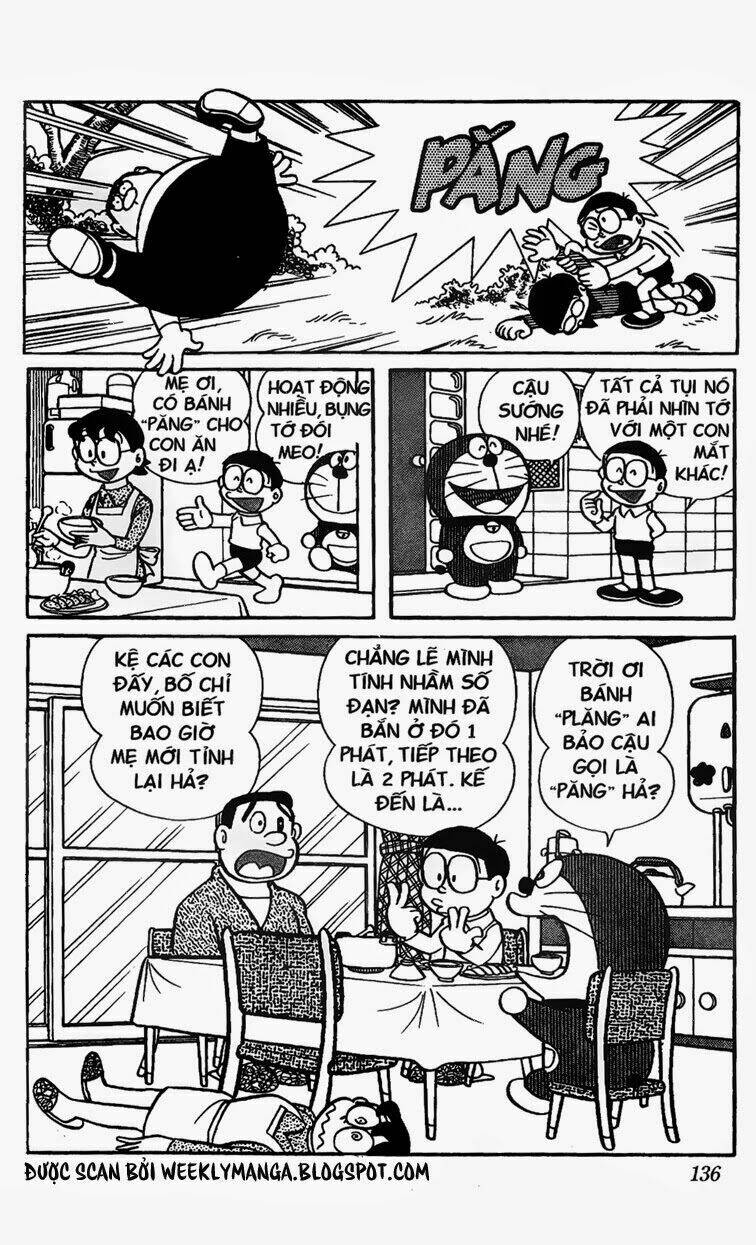 PĂNG
MẸ ƠI,
CÓ BÁNH
"PĂNG" CHO
CON ĂN
ĐI Ạ!
HOẠT ĐỘNG
NHIỀU, BỤNG
TỚ ĐÓI
MEO!
CẬU
SƯỚNG
NHÉ!
TẤT CẢ TỤI NÓ
ĐÃ PHẢI NHÌN TỚ
VỚI MỘT CON
MẮT
KHÁC!
KỆ CÁC CON
ĐẤY, BỐ CHỈ
MUỐN BIẾT
BAO GIỜ
MẸ MỚI TỈNH
LẠI HẢ?
CHẲNG LẼ MÌNH
TÍNH NHẦM SỐ
ĐẠN? MÌNH ĐÃ
BẮN Ở ĐÓ 1
PHÁT, TIẾP THEO
LÀ 2 PHÁT. KẾ
ĐẾN LÀ...
TRỜI ƠI
BÁNH
"PLĂNG" AI
BẢO CẬU
GỌI LÀ
"PĂNG" HẢ?
ĐƯỢC SCAN BỞI WEEKLYMANGA.BLOGSPOT.COM
136